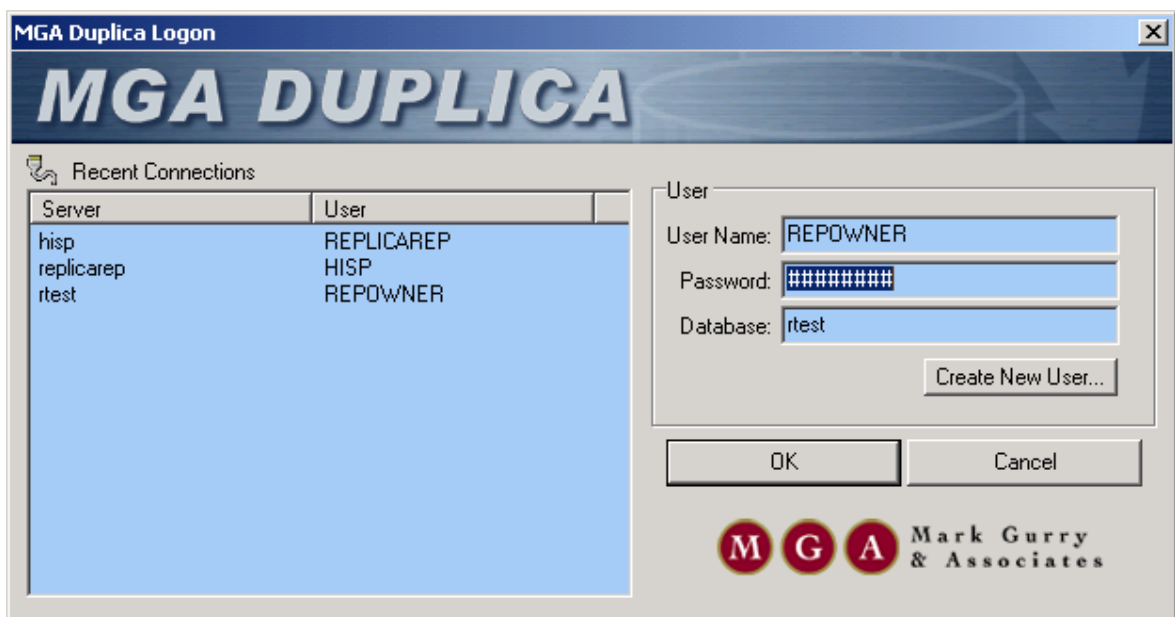 MGA Duplica Logon
MGA DUPLICA
Recent Connections
Server User
hisp REPLICAREP
replicarep HISP
rtest REPOWNER
User
User Name: REPOWNER
Password: ########
Database: rtest
Create New User...
OK Cancel
M G A Mark Gurry
& Associates